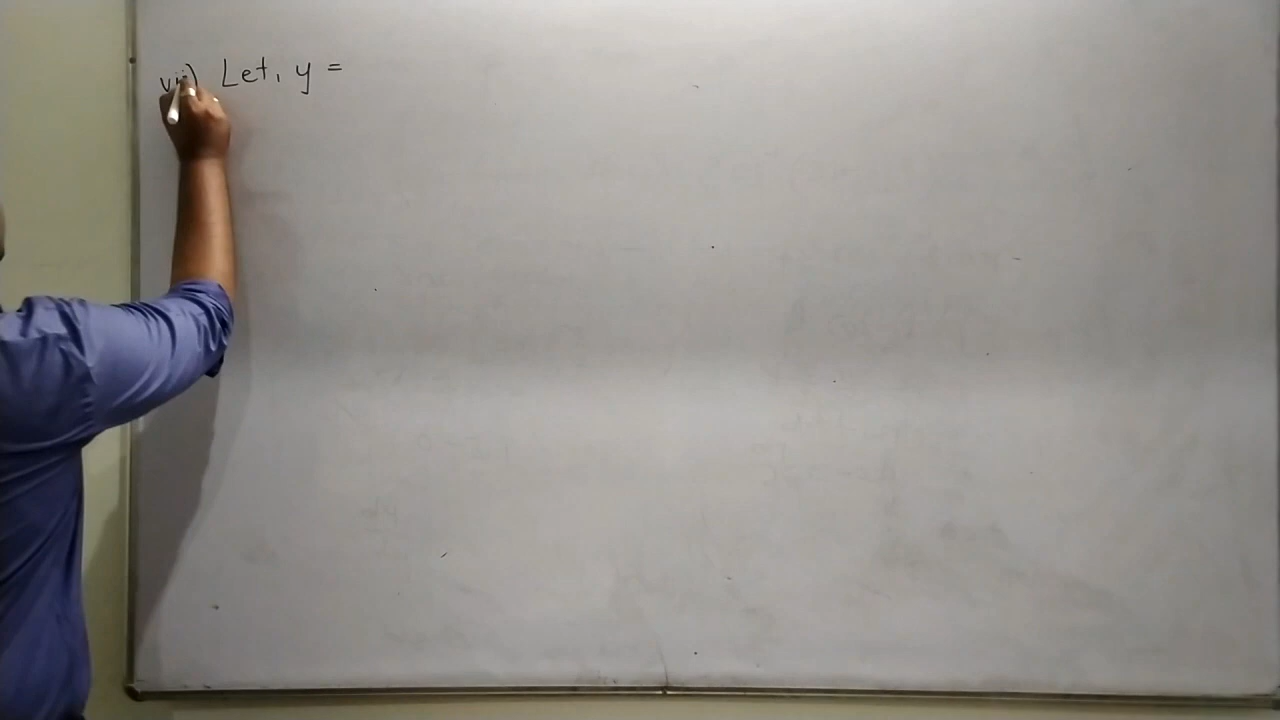 vii) Let, y =